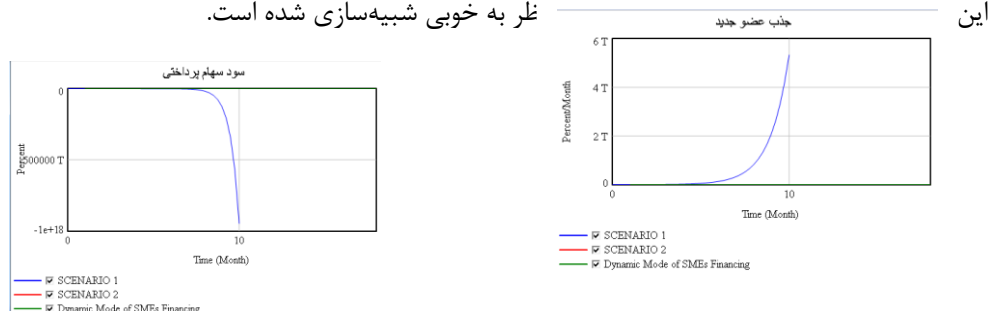 این
ظر به خوبی شبیه‌سازی شده است.
جذب عضو جدید
6 T
4 T
2 T
0
Percent/Month
0 10
Time (Month)
SCENARIO 1
SCENARIO 2
Dynamic Mode of SMEs Financing
سود سهام پرداختی
0
500000 T
-1e+18
Percent
0 10
Time (Month)
SCENARIO 1
SCENARIO 2
Dynamic Mode of SMEs Financing